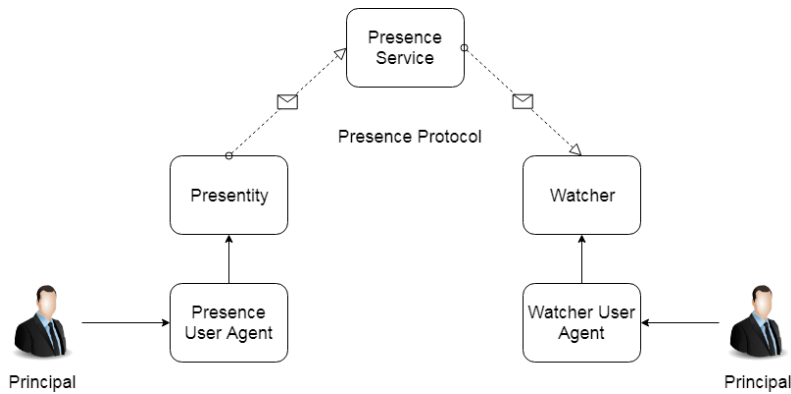 Presence
Service
Presence Protocol
Presentity
Watcher
Presence
User Agent
Watcher User
Agent
Principal
Principal